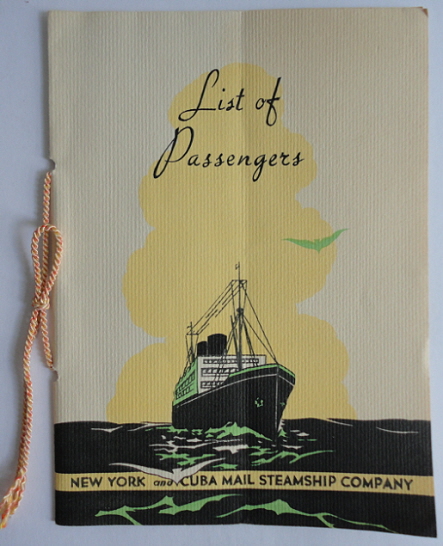 List of
Passengers
NEW YORK and CUBA MAIL STEAMSHIP COMPANY